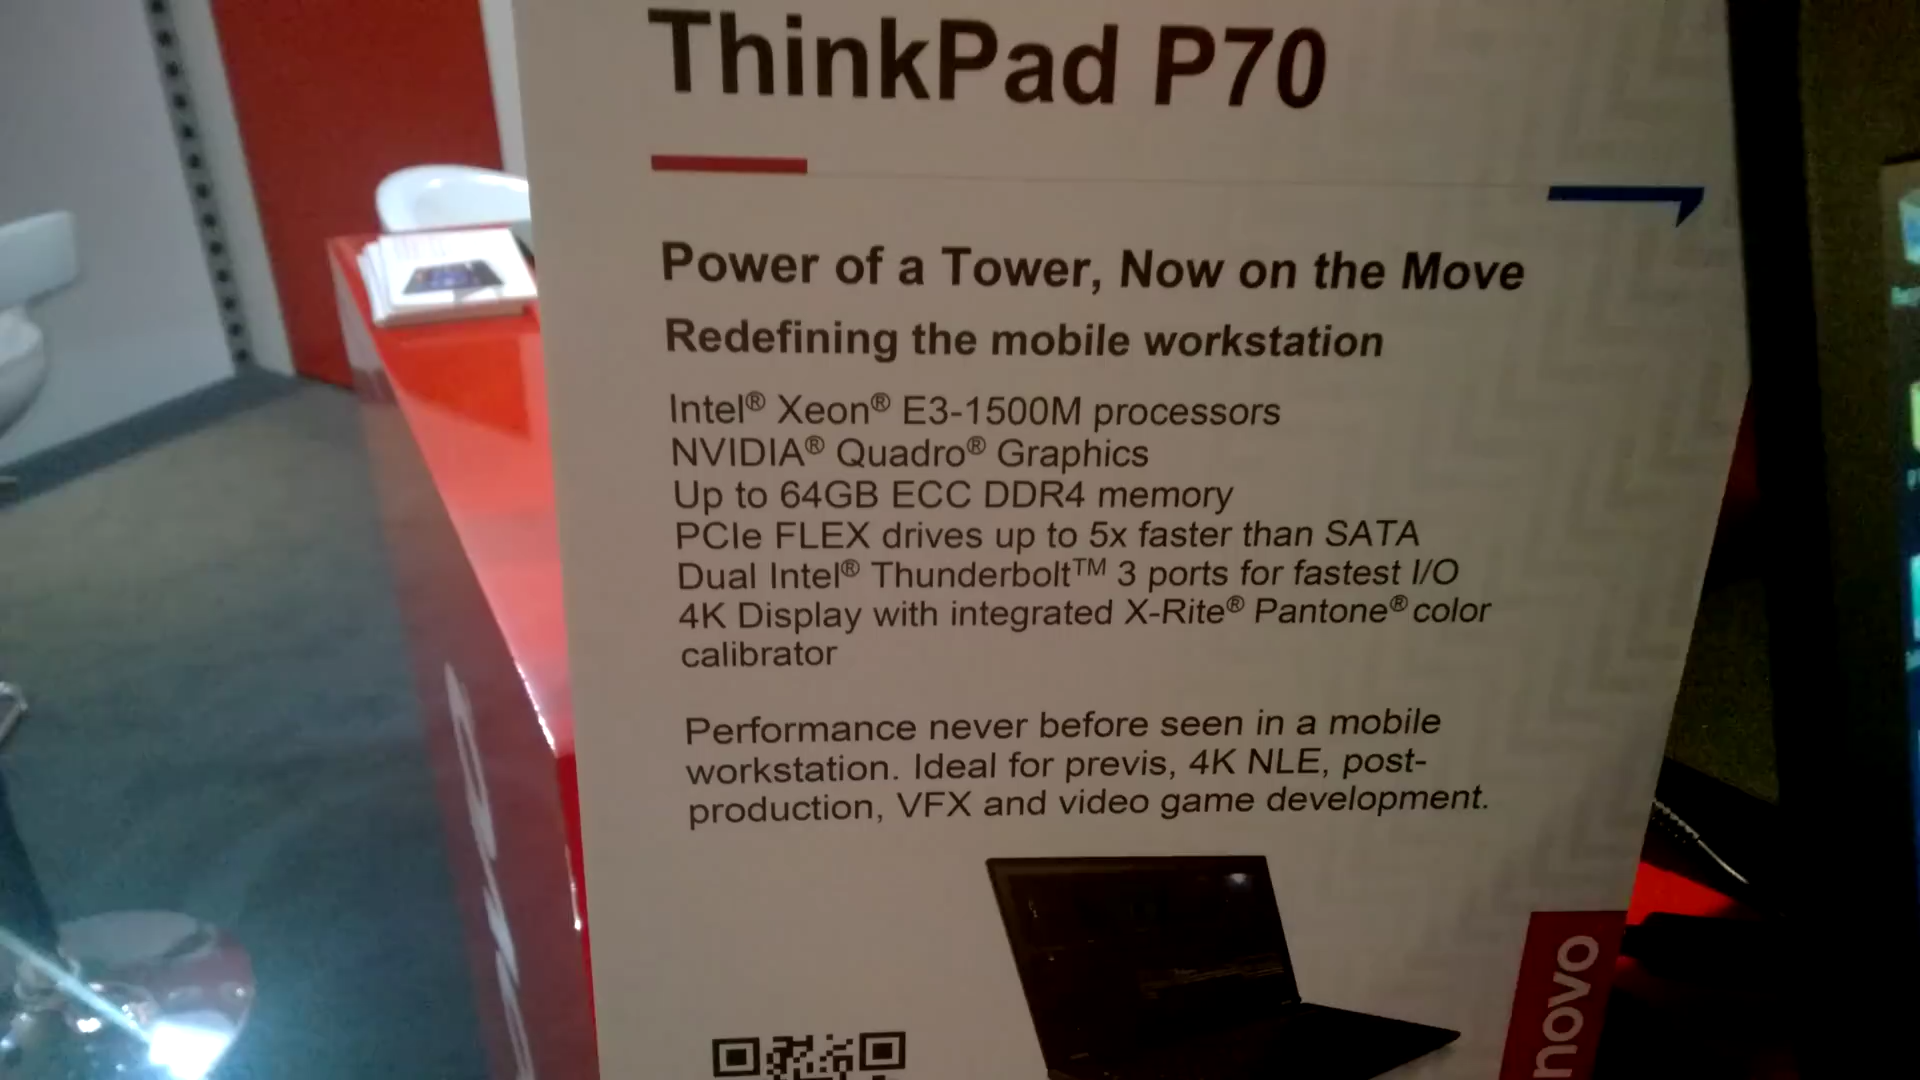 ThinkPad P70
Power of a Tower, Now on the Move
Redefining the mobile workstation
Intel® Xeon® E3-1500M processors
NVIDIA® Quadro® Graphics
Up to 64GB ECC DDR4 memory
PCIe FLEX drives up to 5x faster than SATA
Dual Intel® Thunderbolt™ 3 ports for fastest I/O
4K Display with integrated X-Rite® Pantone® color
calibrator
Performance never before seen in a mobile
workstation. Ideal for previs, 4K NLE, post-
production, VFX and video game development.
novo